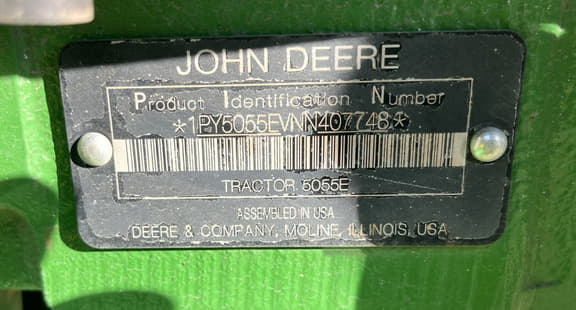 JOHN DEERE
Product Identification Number
*1PY5055EVNN407748*
TRACTOR 5055E
ASSEMBLED IN USA
DEERE & COMPANY, MOLINE, ILLINOIS, USA